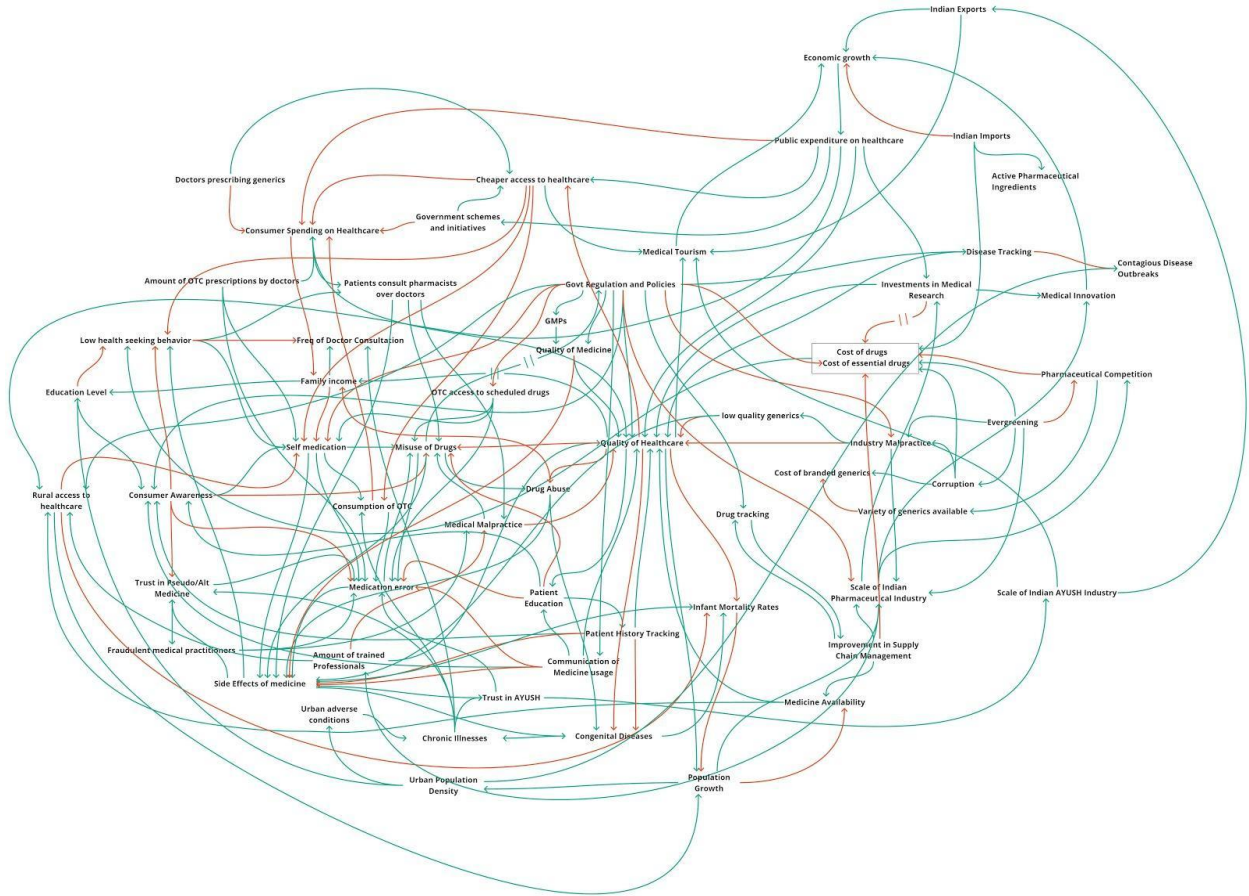 Indian Exports
Economic growth
Public expenditure on healthcare
Indian Imports
Doctors prescribing generics
Cheaper access to healthcare
Active Pharmaceutical
Ingredients
Government schemes
and initiatives
Consumer Spending on Healthcare
Medical Tourism
Disease Tracking
Contagious Disease
Outbreaks
Amount of OTC prescriptions by doctors
Patients consult pharmacists
over doctors
Govt Regulation and Policies
Investments in Medical
Research
Medical Innovation
GMPs
Low health seeking behavior
Freq of Doctor Consultation
Quality of Medicine
Cost of drugs
Cost of essential drugs
Family income
Pharmaceutical Competition
Education Level
OTC access to scheduled drugs
low quality generics
Evergreening
Self medication
Misuse of Drugs
Quality of Healthcare
Industry Malpractice
Cost of branded generics
Corruption
Drug Abuse
Rural access to
healthcare
Consumer Awareness
Consumption of OTC
Variety of generics available
Drug tracking
Medical Malpractice
Trust in Pseudo/Alt
Medicine
Medication error
Patient
Education
Scale of Indian
Pharmaceutical Industry
Scale of Indian AYUSH Industry
Infant Mortality Rates
Patient History Tracking
Fraudulent medical practitioners
Amount of trained
Professionals
Communication of
Medicine usage
Improvement in Supply
Chain Management
Side Effects of medicine
Trust in AYUSH
Medicine Availability
Urban adverse
conditions
Chronic Illnesses
Congenital Diseases
Urban Population
Density
Population
Growth